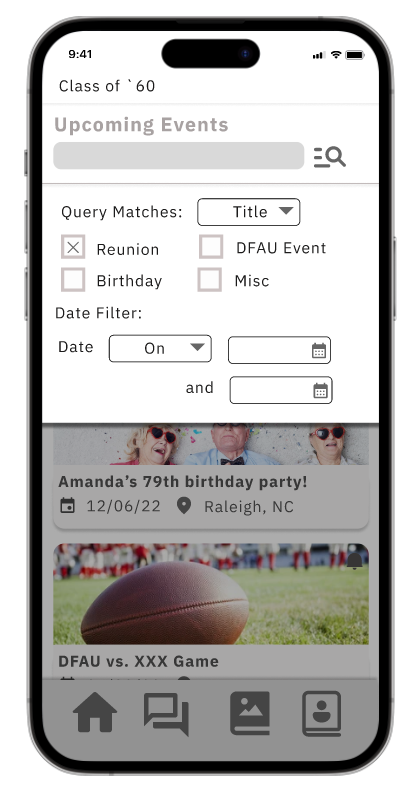 9:41
Class of `60
Upcoming Events
Query Matches: Title
Reunion DFAU Event
Birthday Misc
Date Filter:
Date On
and
Amanda’s 79th birthday party!
12/06/22 Raleigh, NC
DFAU vs. XXX Game